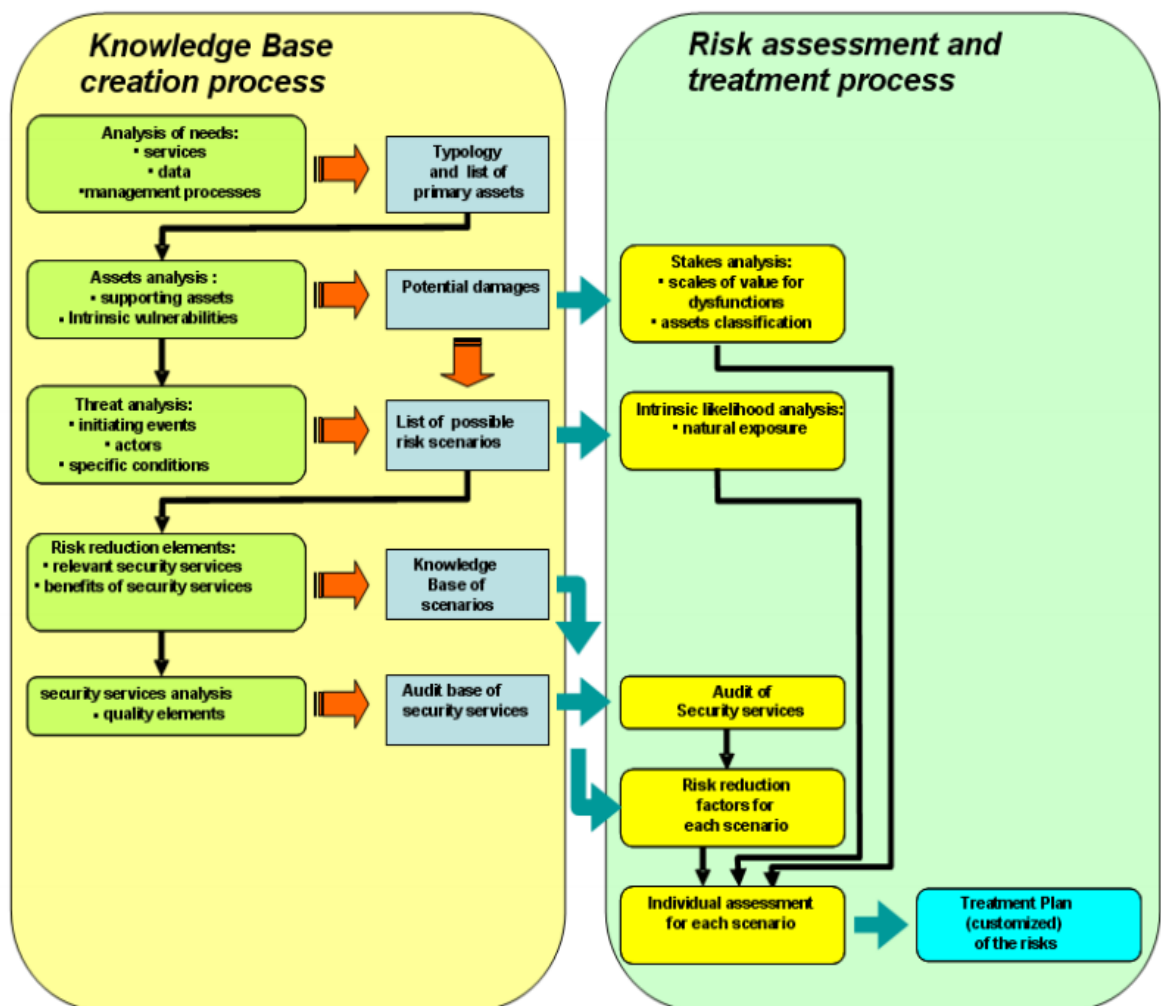 Knowledge Base
creation process
Analysis of needs:
▪ services
▪ data
▪management processes
Typology
and list of
primary assets
Assets analysis :
▪ supporting assets
▪ Intrinsic vulnerabilities
Potential damages
Threat analysis:
▪ initiating events
▪ actors
▪ specific conditions
List of possible
risk scenarios
Risk reduction elements:
▪ relevant security services
▪ benefits of security services
Knowledge
Base of
scenarios
security services analysis
▪ quality elements
Audit base of
security services
Risk assessment and
treatment process
Stakes analysis:
▪ scales of value for
dysfunctions
▪ assets classification
Intrinsic likelihood analysis:
▪ natural exposure
Audit of
Security services
Risk reduction
factors for
each scenario
Individual assessment
for each scenario
Treatment Plan
(customized)
of the risks